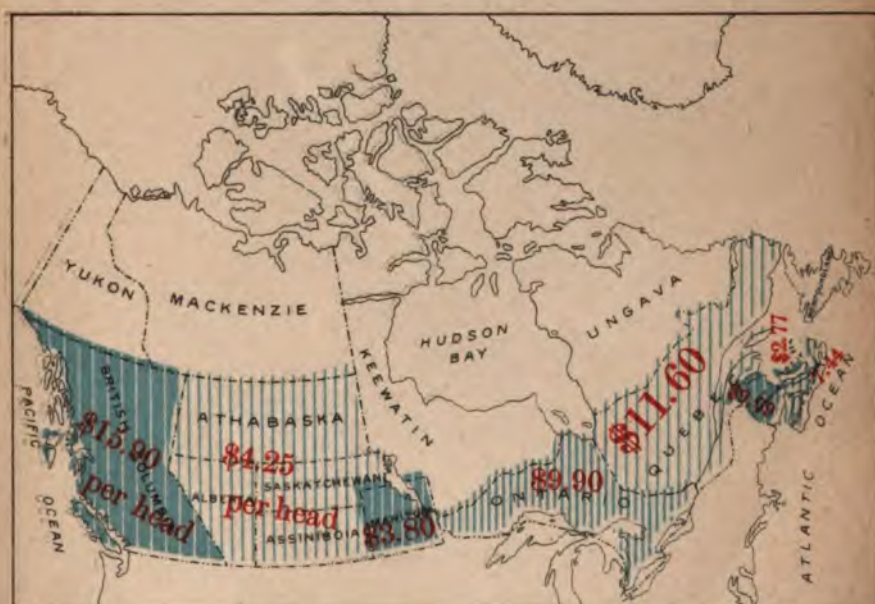 YUKON
MACKENZIE
UNGAVA
HUDSON
BAY
KEEWATIN
$2.77
PACIFIC
OCEAN
BRITISH COLUMBIA
$15.90
per head
ATHABASKA
$4.25
per head
SASKATCHEWAN
ALBERTA
ASSINIBOIA
$3.80
ONTARIO
$9.90
QUEBEC
$11.60
ATLANTIC
OCEAN